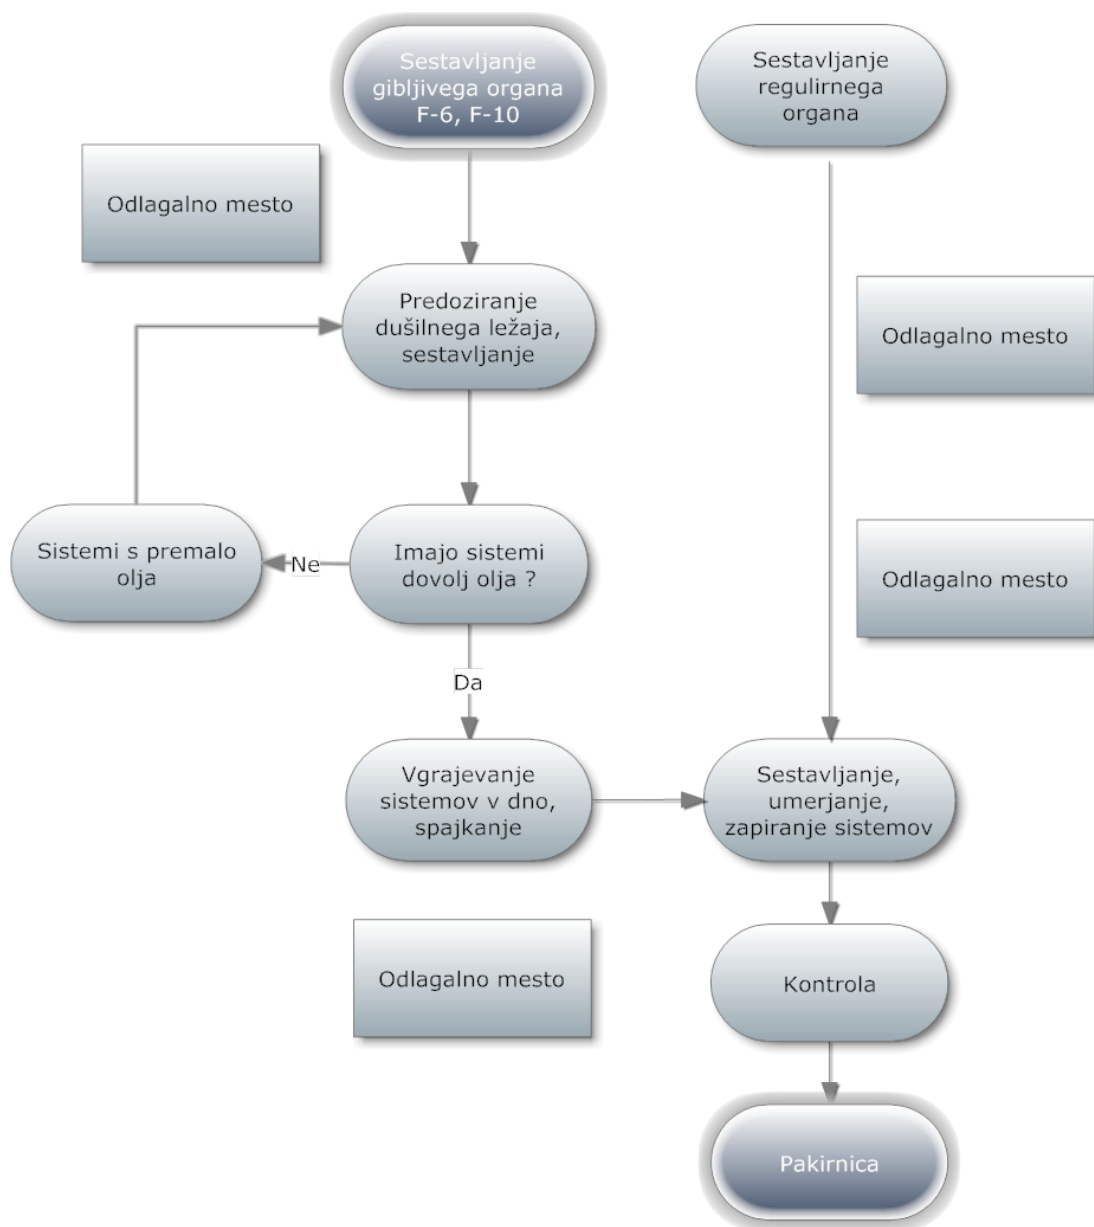 Sestavljanje
gibljivega organa
F-6, F-10
Sestavljanje
regulirnega
organa
Odlagalno mesto
Predoziranje
dušilnega ležaja,
sestavljanje
Odlagalno mesto
Sistemi s premalo
olja
Ne
Imajo sistemi
dovolj olja ?
Odlagalno mesto
Da
Vgrajevanje
sistemov v dno,
spajkanje
Sestavljanje,
umerjanje,
zapiranje sistemov
Odlagalno mesto
Kontrola
Pakirnica